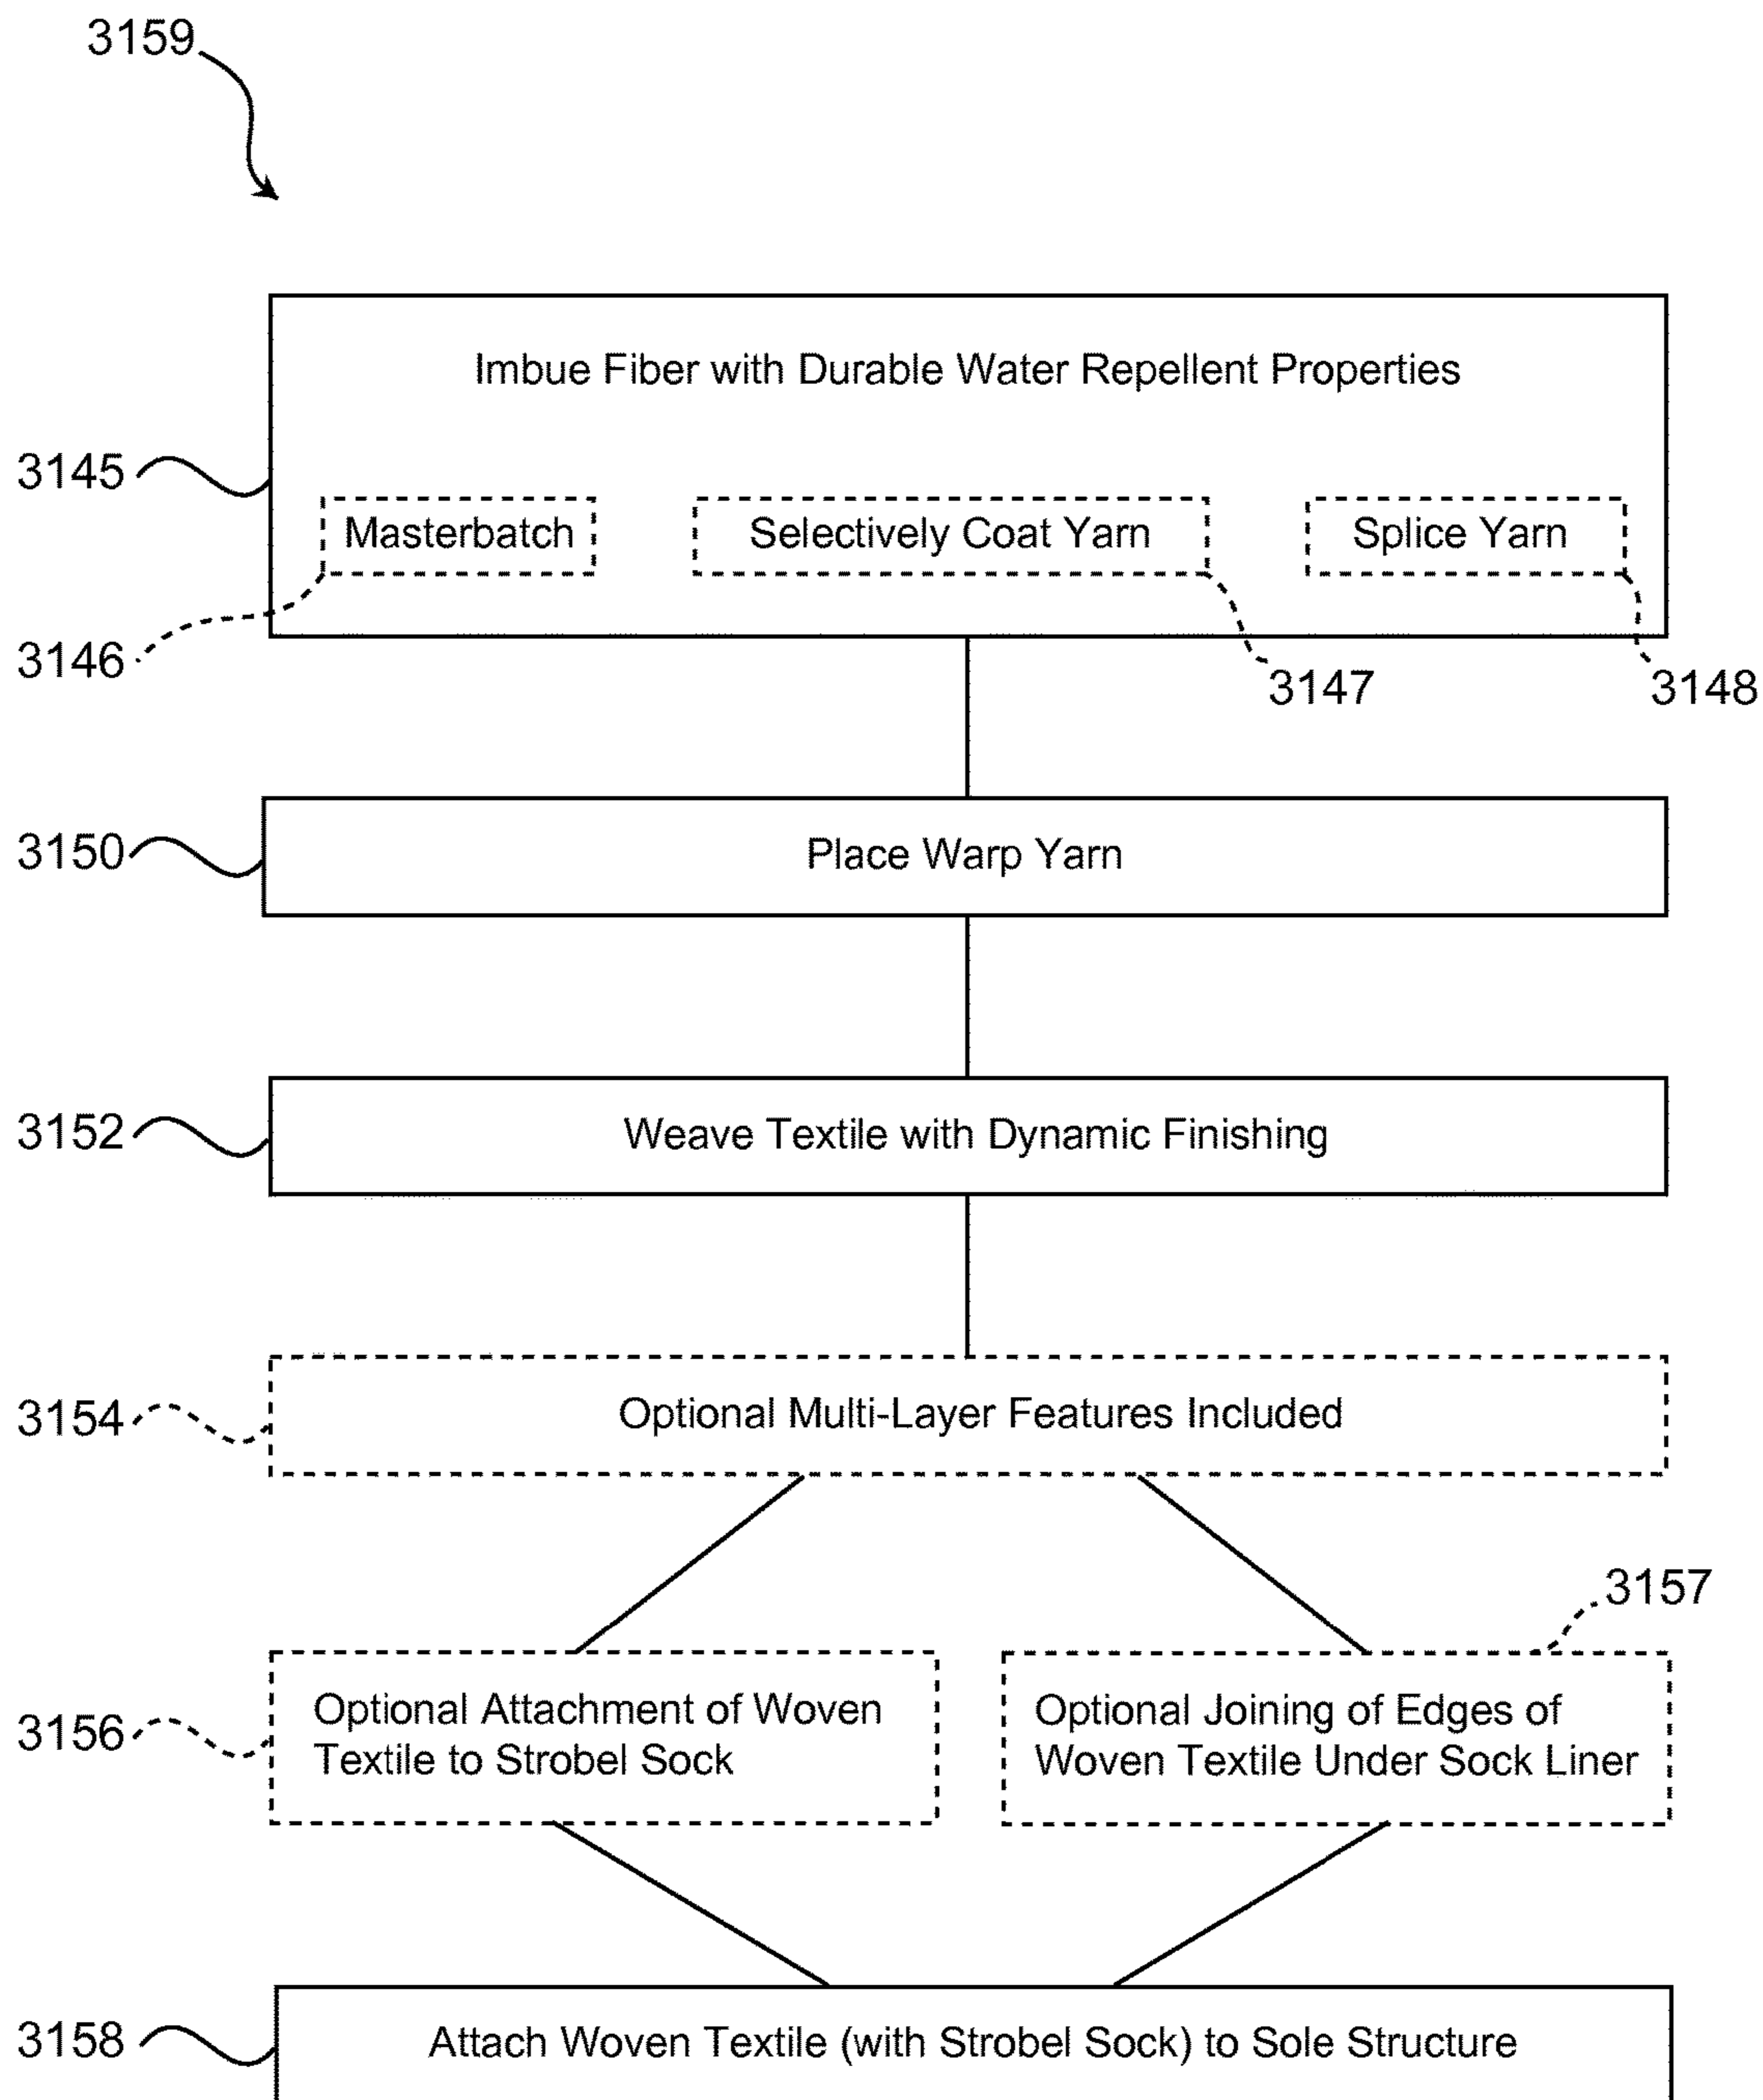 3159
Imbue Fiber with Durable Water Repellent Properties
3145
Masterbatch
Selectively Coat Yarn
Splice Yarn
3146
3147
3148
3150
Place Warp Yarn
3152
Weave Textile with Dynamic Finishing
3154
Optional Multi-Layer Features Included
3157
3156
Optional Attachment of Woven
Textile to Strobel Sock
Optional Joining of Edges of
Woven Textile Under Sock Liner
3158
Attach Woven Textile (with Strobel Sock) to Sole Structure